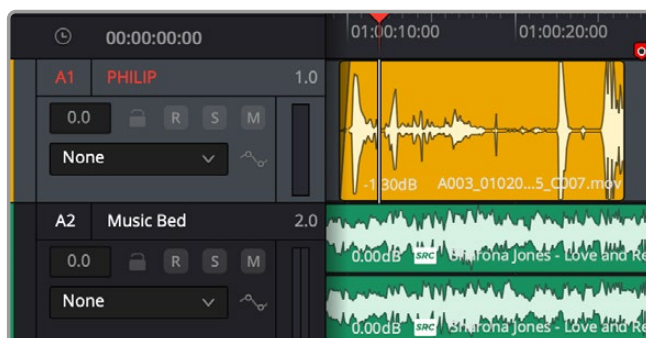 00:00:00:00
01:00:10:00
01:00:20:00
A1 PHILIP 1.0
0.0 R S M
None
-1.30dB A003_01020...5_C007.mov
A2 Music Bed 2.0
0.0 R S M
None
0.00dB SRC Sharona Jones - Love and Re
0.00dB SRC Sharona Jones - Love and Re